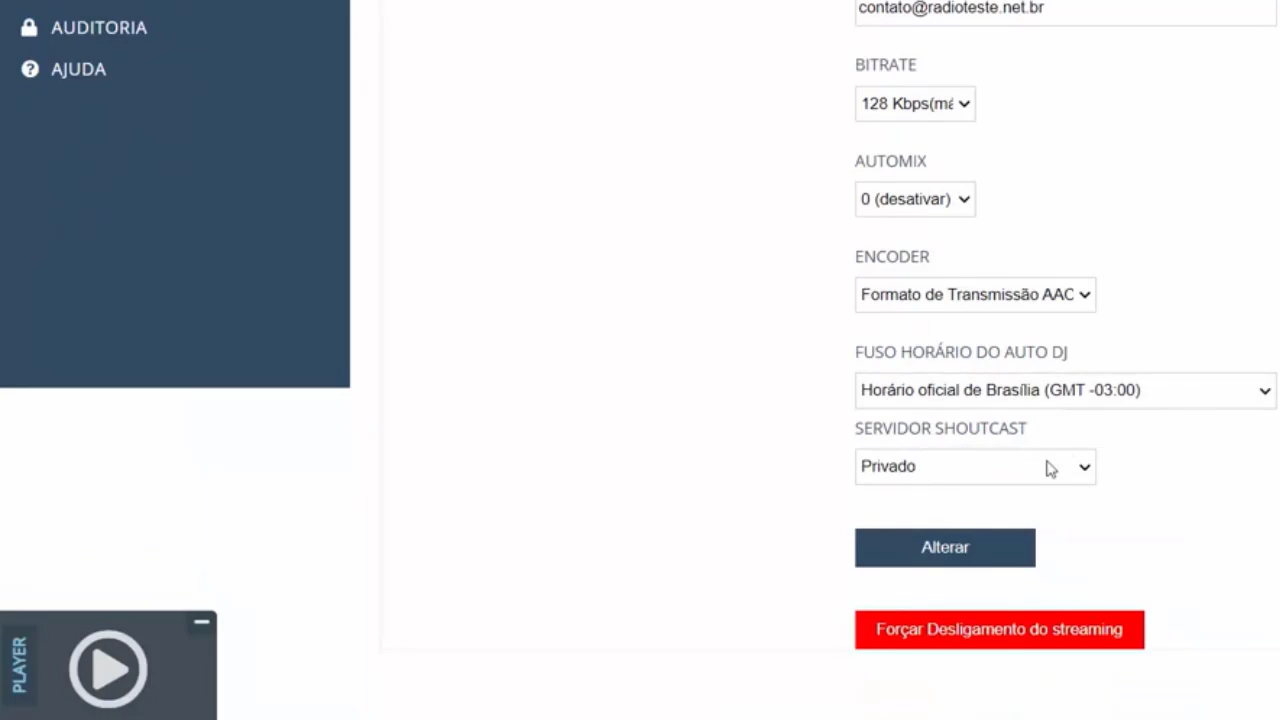 AUDITORIA
AJUDA
contato@radioteste.net.br
BITRATE
128 Kbps(má
AUTOMIX
0 (desativar)
ENCODER
Formato de Transmissão AAC
FUSO HORÁRIO DO AUTO DJ
Horário oficial de Brasília (GMT -03:00)
SERVIDOR SHOUTCAST
Privado
Alterar
Forçar Desligamento do streaming
PLAYER